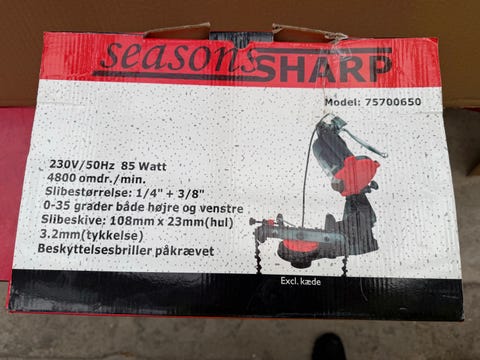 seasons SHARP
Model: 75700650
230V/50Hz 85 Watt
4800 omdr./min.
Slibestørrelse: 1/4" + 3/8"
0-35 grader både højre og venstre
Slibeskive: 108mm x 23mm(hul)
3.2mm(tykkelse)
Beskyttelsesbriller påkrævet
Excl. kæde